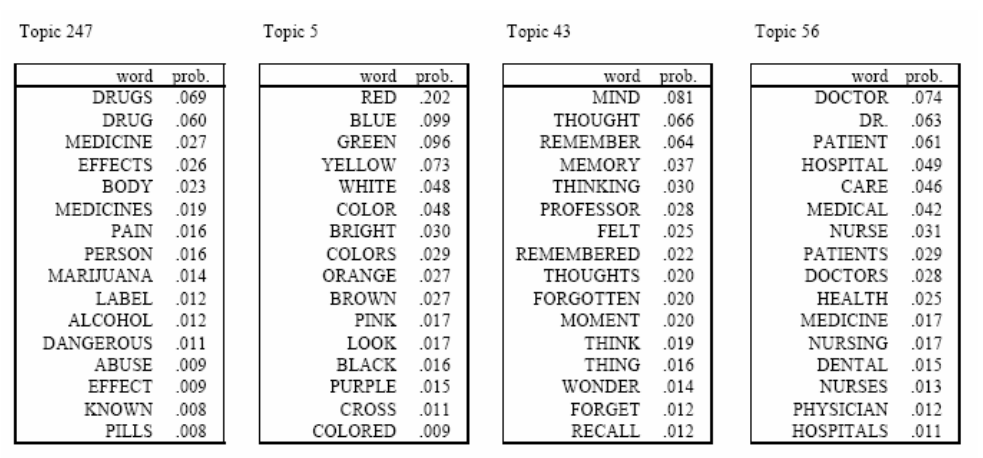 Topic 247 Topic 5 Topic 43 Topic 56
word prob. word prob. word prob. word prob.
DRUGS .069 RED .202 MIND .081 DOCTOR .074
DRUG .060 BLUE .099 THOUGHT .066 DR. .063
MEDICINE .027 GREEN .096 REMEMBER .064 PATIENT .061
EFFECTS .026 YELLOW .073 MEMORY .037 HOSPITAL .049
BODY .023 WHITE .048 THINKING .030 CARE .046
MEDICINES .019 COLOR .048 PROFESSOR .028 MEDICAL .042
PAIN .016 BRIGHT .030 FELT .025 NURSE .031
PERSON .016 COLORS .029 REMEMBERED .022 PATIENTS .029
MARIJUANA .014 ORANGE .027 THOUGHTS .020 DOCTORS .028
LABEL .012 BROWN .027 FORGOTTEN .020 HEALTH .025
ALCOHOL .012 PINK .017 MOMENT .020 MEDICINE .017
DANGEROUS .011 LOOK .017 THINK .019 NURSING .017
ABUSE .009 BLACK .016 THING .016 DENTAL .015
EFFECT .009 PURPLE .015 WONDER .014 NURSES .013
KNOWN .008 CROSS .011 FORGET .012 PHYSICIAN .012
PILLS .008 COLORED .009 RECALL .012 HOSPITALS .011